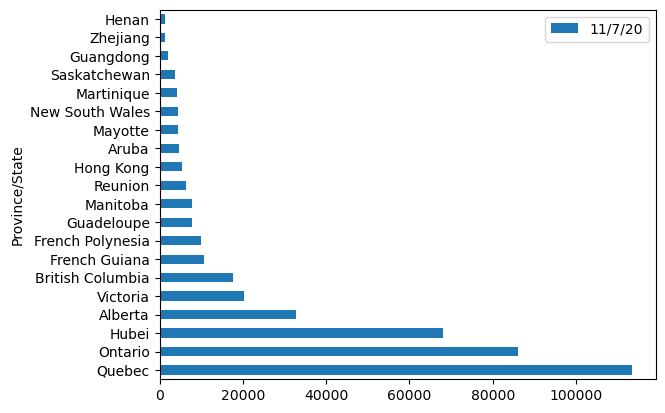 11/7/20
Henan
Zhejiang
Guangdong
Saskatchewan
Martinique
New South Wales
Mayotte
Aruba
Hong Kong
Reunion
Manitoba
Guadeloupe
French Polynesia
French Guiana
British Columbia
Victoria
Alberta
Hubei
Ontario
Quebec
Province/State
0 20000 40000 60000 80000 100000